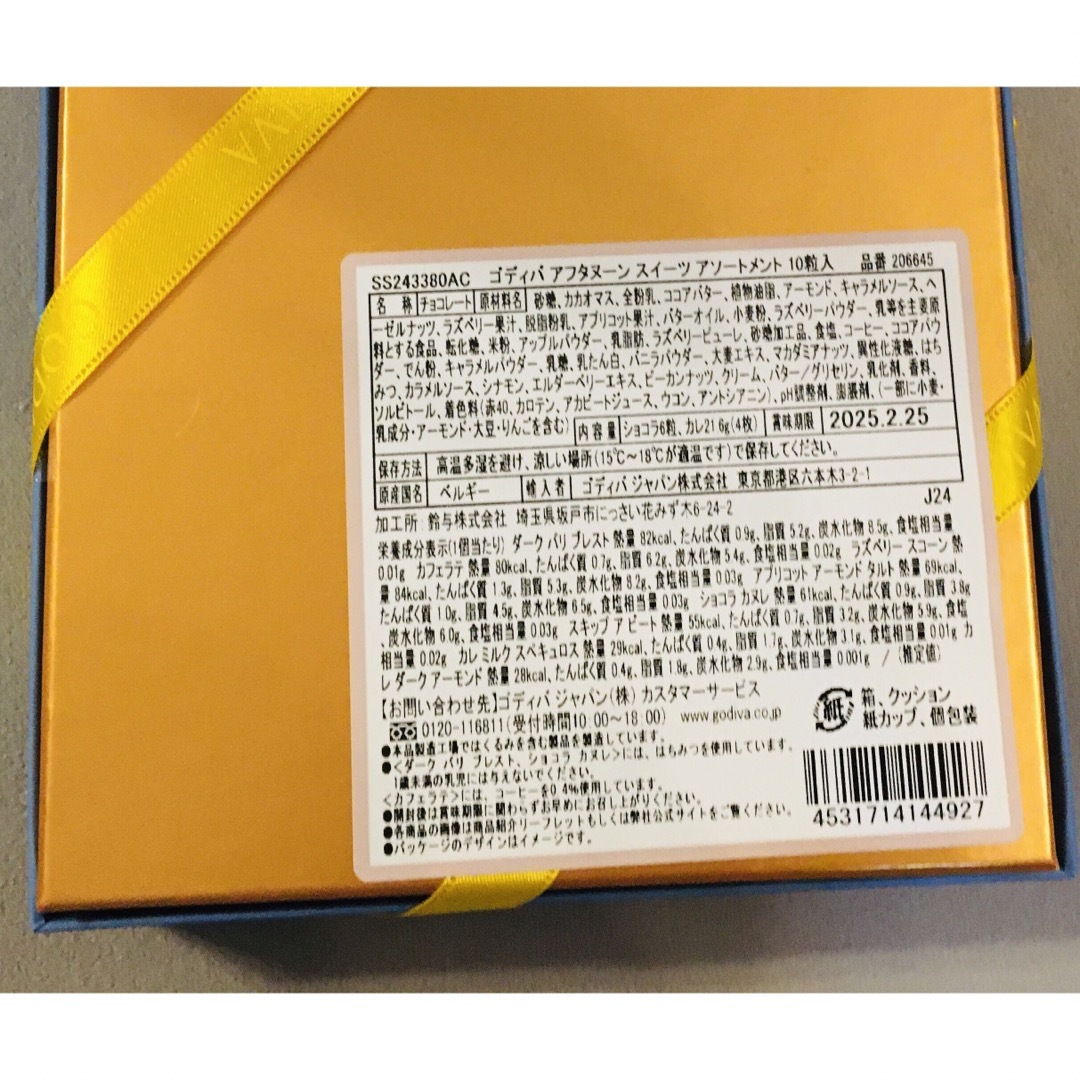 SS243380AC ゴディバ アフタヌーン スイーツ アソートメント 10粒入 品番 206645
名 称 チョコレート 原材料名 砂糖、カカオマス、全粉乳、ココアバター、植物油脂、アーモンド、キャラメルソース、ヘ
ーゼルナッツ、ラズベリー果汁、脱脂粉乳、アプリコット果汁、バターオイル、小麦粉、ラズベリーパウダー、乳等を主要原
料とする食品、転化糖、米粉、アップルパウダー、乳脂肪、ラズベリーピューレ、砂糖加工品、食塩、コーヒー、ココアパウ
ダー、でん粉、キャラメルパウダー、乳糖、乳たん白、バニラパウダー、大麦エキス、マカダミアナッツ、異性化液糖、はち
みつ、カラメルソース、シナモン、エルダーベリーエキス、ピーカンナッツ、クリーム、バター/グリセリン、乳化剤、香料、
ソルビトール、着色料(赤40、カロテン、アカビートジュース、ウコン、アントシアニン)、pH調整剤、膨脹剤、(一部に小麦・
乳成分・アーモンド・大豆・りんごを含む) 内 容 量 ショコラ6粒、カレ21.6g(4枚) 賞味期限 2025.2.25
保存方法 高温多湿を避け、涼しい場所(15℃~18℃が適温です)で保存してください。
原産国名 ベルギー 輸 入 者 ゴディバ ジャパン株式会社 東京都港区六本木3-2-1
加工所：鈴与株式会社 埼玉県坂戸市にっさい花みず木6-24-2 J24
栄養成分表示(1個当たり) ダーク パリ ブレスト 熱量 82kcal、たんぱく質 0.9g、脂質 5.2g、炭水化物 8.5g、食塩相当量
0.01g カフェラテ 熱量 80kcal、たんぱく質 0.7g、脂質 6.2g、炭水化物 5.4g、食塩相当量 0.02g ラズベリー スコーン 熱
量 84kcal、たんぱく質 1.3g、脂質 5.3g、炭水化物 8.2g、食塩相当量 0.03g アプリコット アーモンド タルト 熱量 69kcal、
たんぱく質 1.0g、脂質 4.5g、炭水化物 6.5g、食塩相当量 0.03g ショコラ カヌレ 熱量 61kcal、たんぱく質 0.9g、脂質 3.8g
、炭水化物 6.0g、食塩相当量 0.03g スキップ ア ビート 熱量 55kcal、たんぱく質 0.7g、脂質 3.2g、炭水化物 5.9g、食塩
相当量 0.02g カレ ミルク スペキュロス 熱量 29kcal、たんぱく質 0.4g、脂質 1.7g、炭水化物 3.1g、食塩相当量 0.01g カ
レ ダーク アーモンド 熱量 28kcal、たんぱく質 0.4g、脂質 1.8g、炭水化物 2.9g、食塩相当量 0.001g / (推定値)
【お問い合わせ先】ゴディバ ジャパン(株) カスタマーサービス
0120-116811(受付時間10:00~18:00) www.godiva.co.jp
紙 箱、クッション
紙カップ、個包装
●本品製造工場ではくるみを含む製品を製造しています。
●<ダーク パリ ブレスト、ショコラ カヌレ>には、はちみつを使用しています。
1歳未満の乳児には与えないでください。
<カフェラテ>には、コーヒーを0.4%使用しています。
●開封後は賞味期限に関わらずお早めにお召し上がりください。
●各商品の画像は商品紹介リーフレットもしくは弊社公式サイトをご覧ください。
●パッケージのデザインはイメージです。
4531714144927